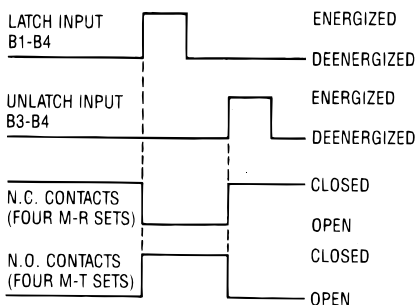 LATCH INPUT
B1-B4
ENERGIZED
DEENERGIZED
UNLATCH INPUT
B3-B4
ENERGIZED
DEENERGIZED
N.C. CONTACTS
(FOUR M-R SETS)
CLOSED
OPEN
N.O. CONTACTS
(FOUR M-T SETS)
CLOSED
OPEN